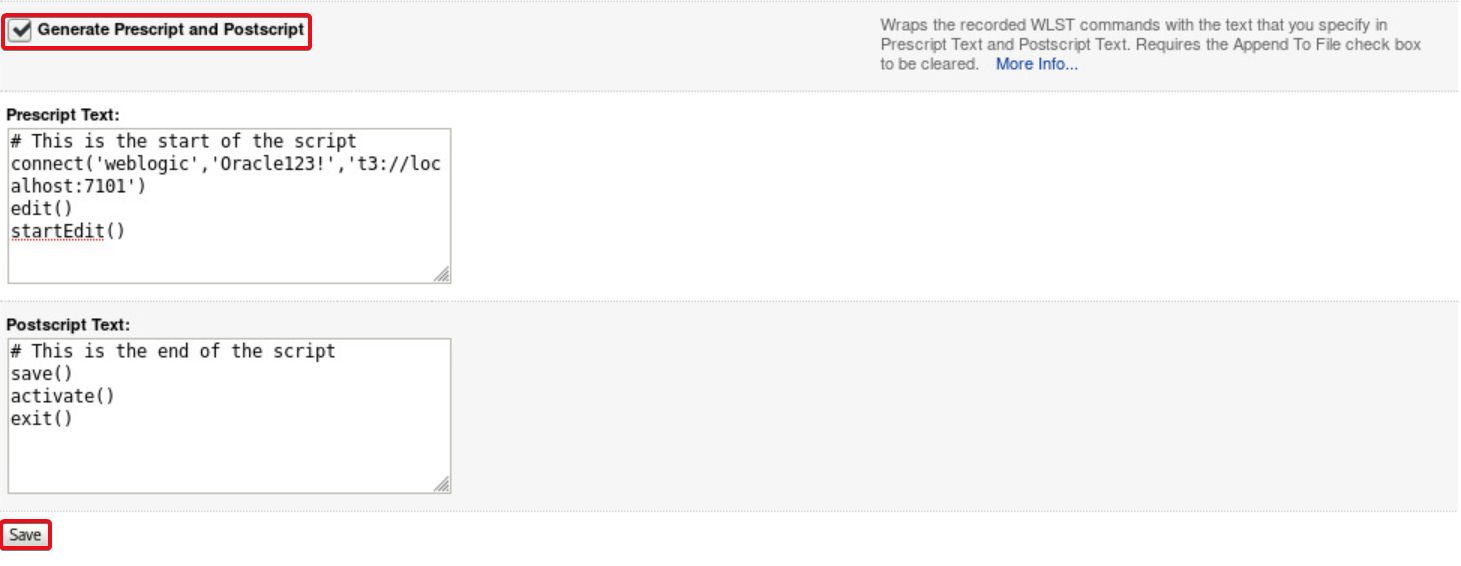 Generate Prescript and Postscript
Wraps the recorded WLST commands with the text that you specify in
Prescript Text and Postscript Text. Requires the Append To File check box
to be cleared. More Info...
Prescript Text:
# This is the start of the script
connect('weblogic','Oracle123!','t3://loc
alhost:7101')
edit()
startEdit()
Postscript Text:
# This is the end of the script
save()
activate()
exit()
Save